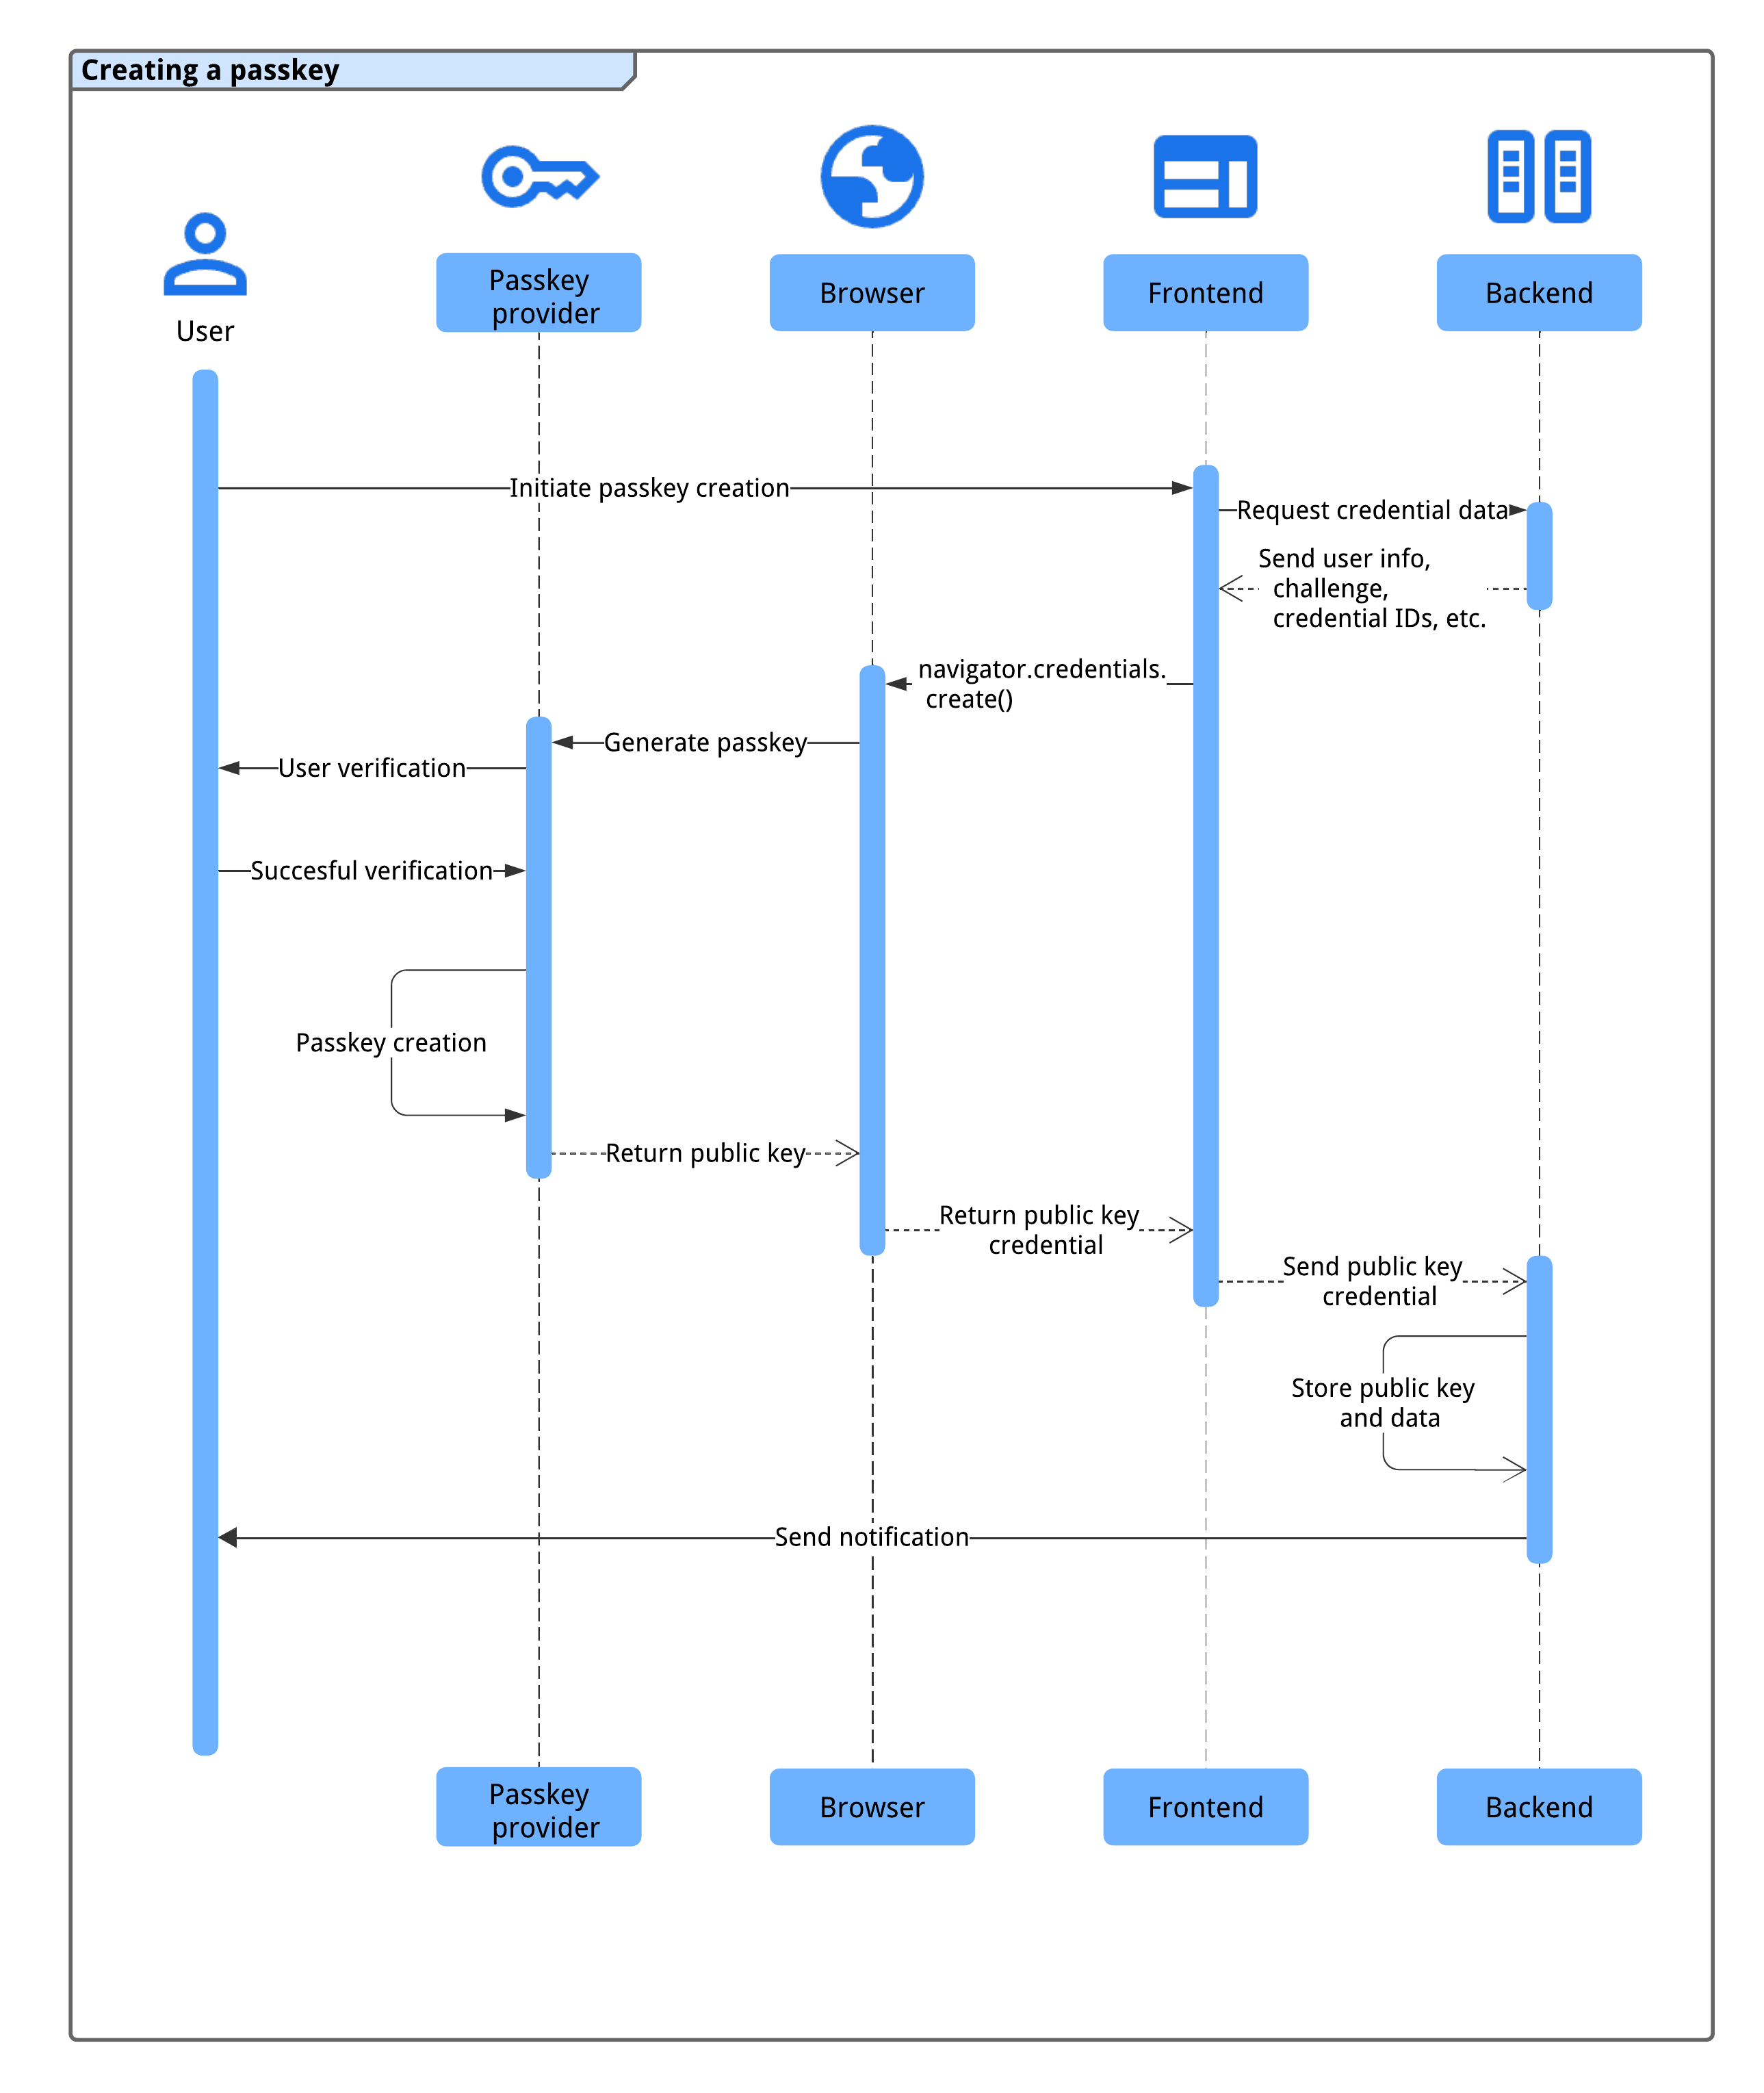 Creating a passkey
User
Passkey
provider
Browser
Frontend
Backend
Initiate passkey creation
Request credential data
Send user info,
challenge,
credential IDs, etc.
navigator.credentials.
create()
Generate passkey
User verification
Succesful verification
Passkey creation
Return public key
Return public key
credential
Send public key
credential
Store public key
and data
Send notification
Passkey
provider
Browser
Frontend
Backend